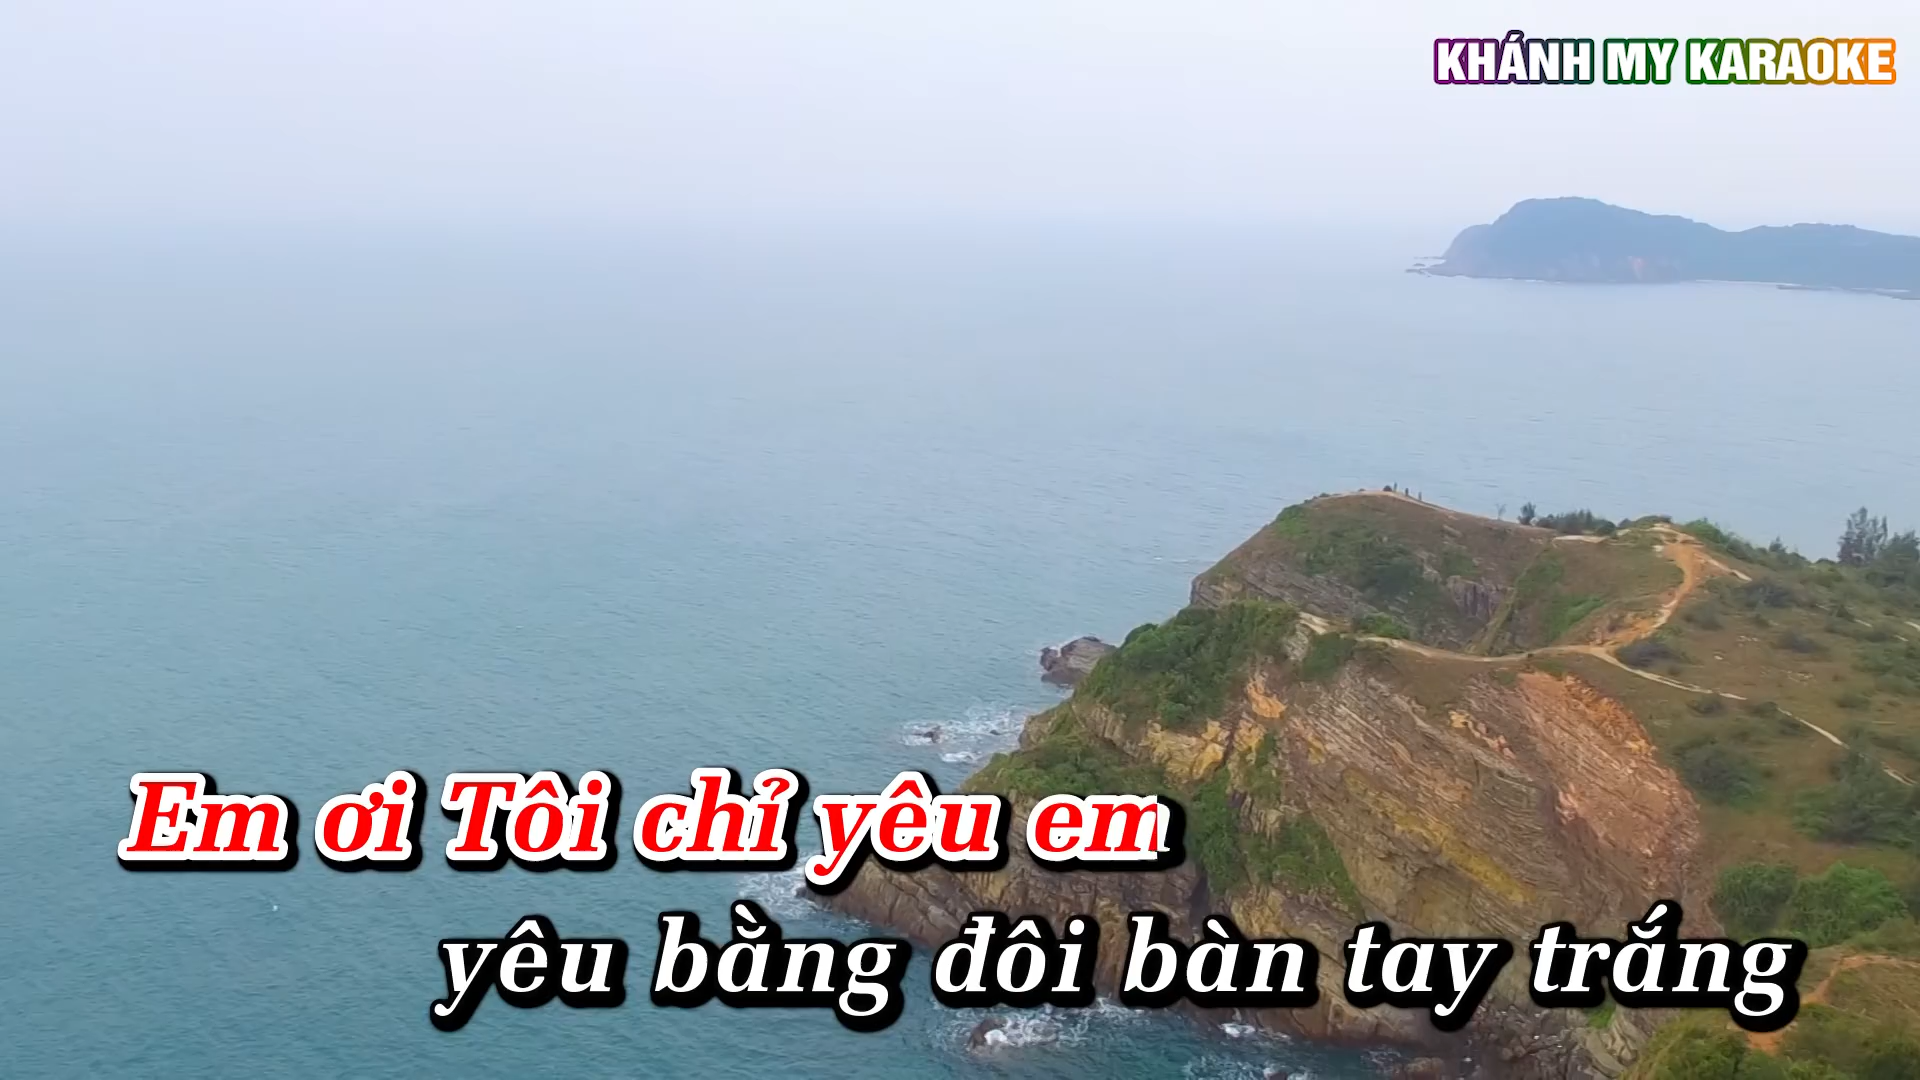 KHÁNH MY KARAOKE
Em ơi Tôi chỉ yêu em
yêu bằng đôi bàn tay trắng